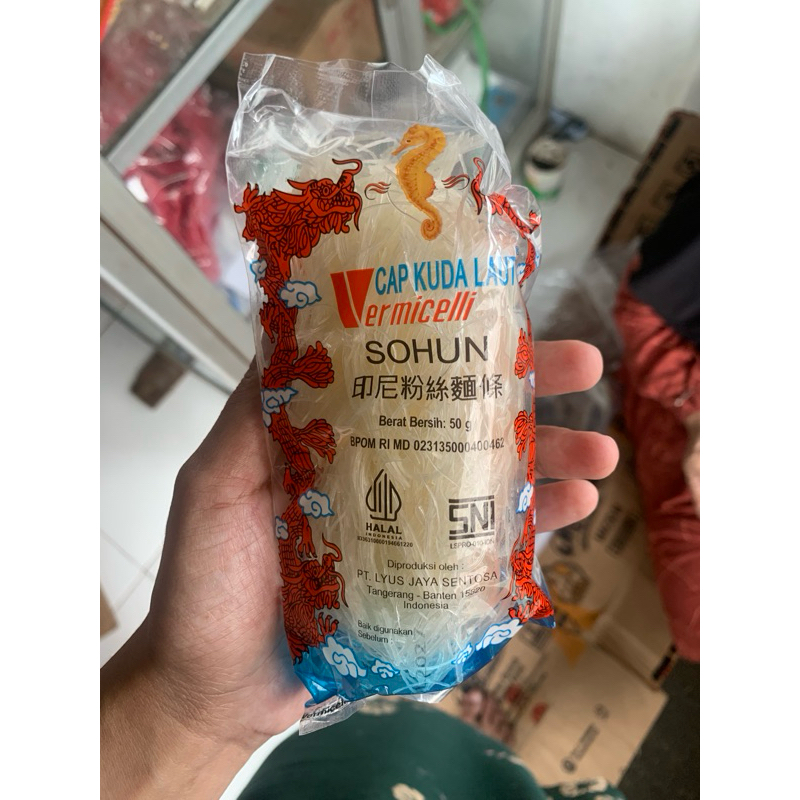 CAP KUDA LAUT
Vermicelli
SOHUN
印尼粉絲麵條
Berat Bersih: 50 g
BPOM RI MD 023135000400462
HALAL
INDONESIA
SNI
Diproduksi oleh :
PT. LYUS JAYA SENTOSA
Tangerang - Banten 15820
Indonesia
Baik digunakan
Sebelum :